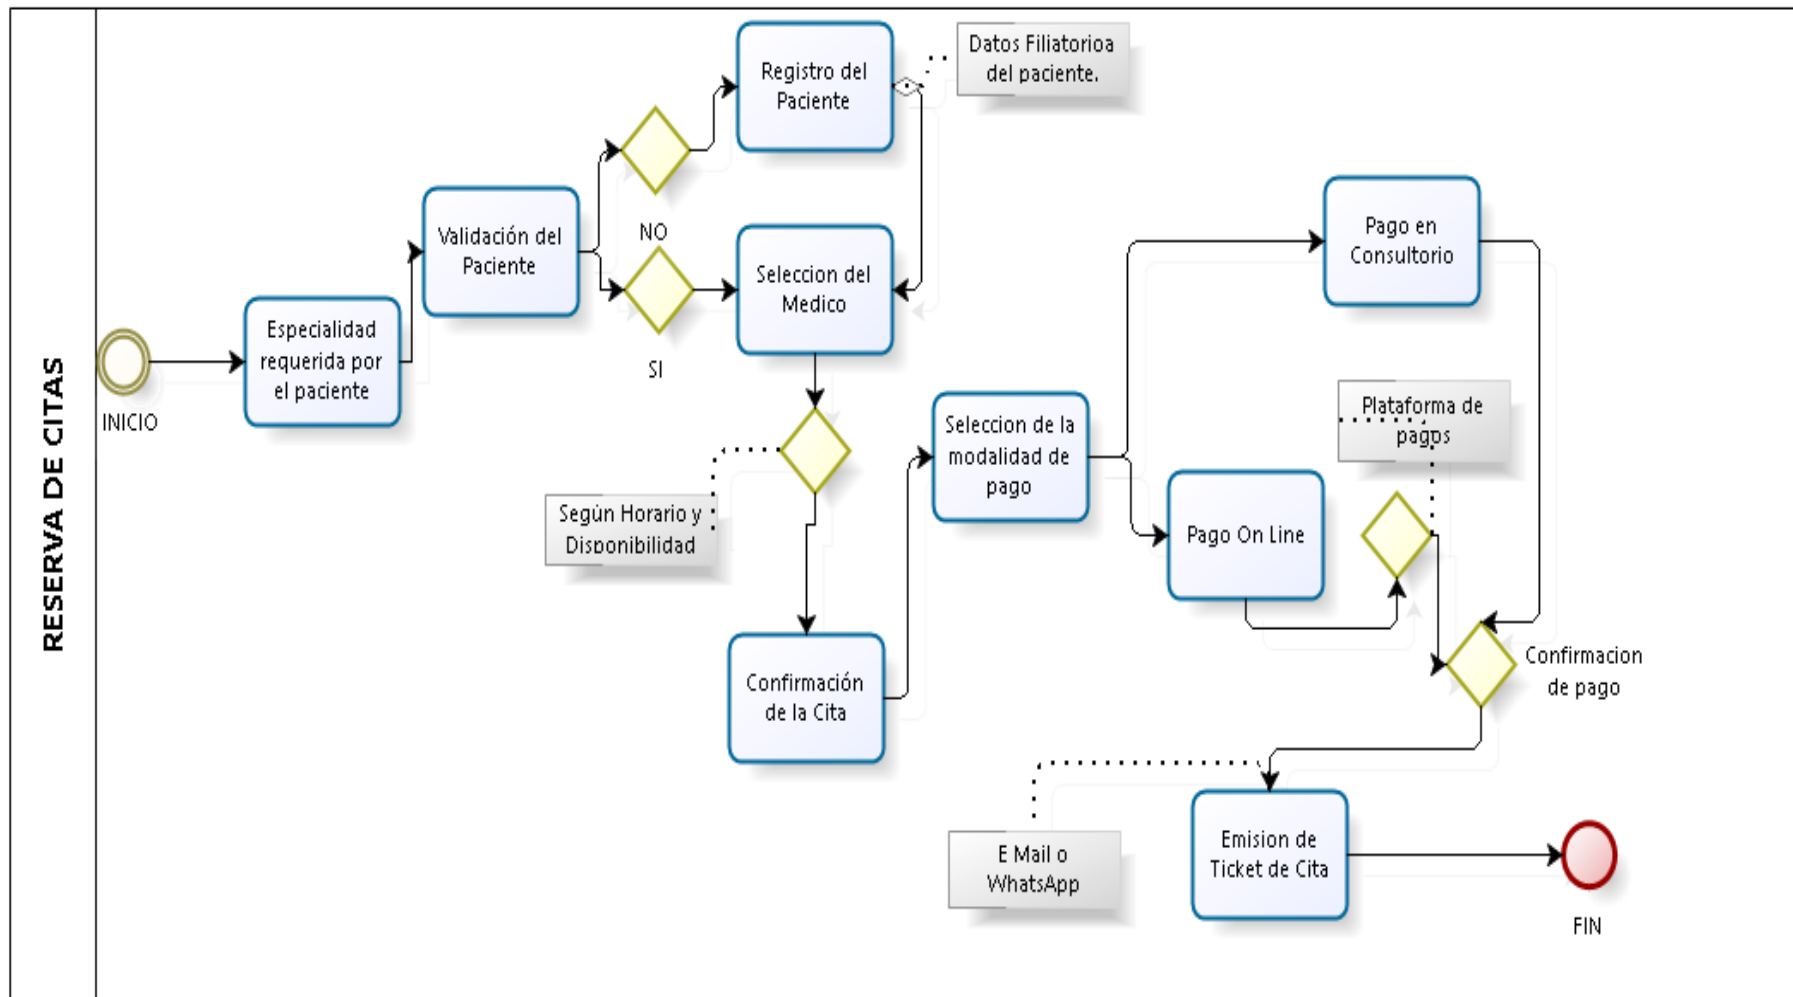 RESERVA DE CITAS
INICIO
Especialidad
requerida por
el paciente
Validación del
Paciente
NO
SI
Registro del
Paciente
Datos Filiatorioa
del paciente.
Seleccion del
Medico
Según Horario y
Disponibilidad
Confirmación
de la Cita
Seleccion de la
modalidad de
pago
Pago en
Consultorio
Pago On Line
Plataforma de
pagos
Confirmacion
de pago
E Mail o
WhatsApp
Emision de
Ticket de Cita
FIN